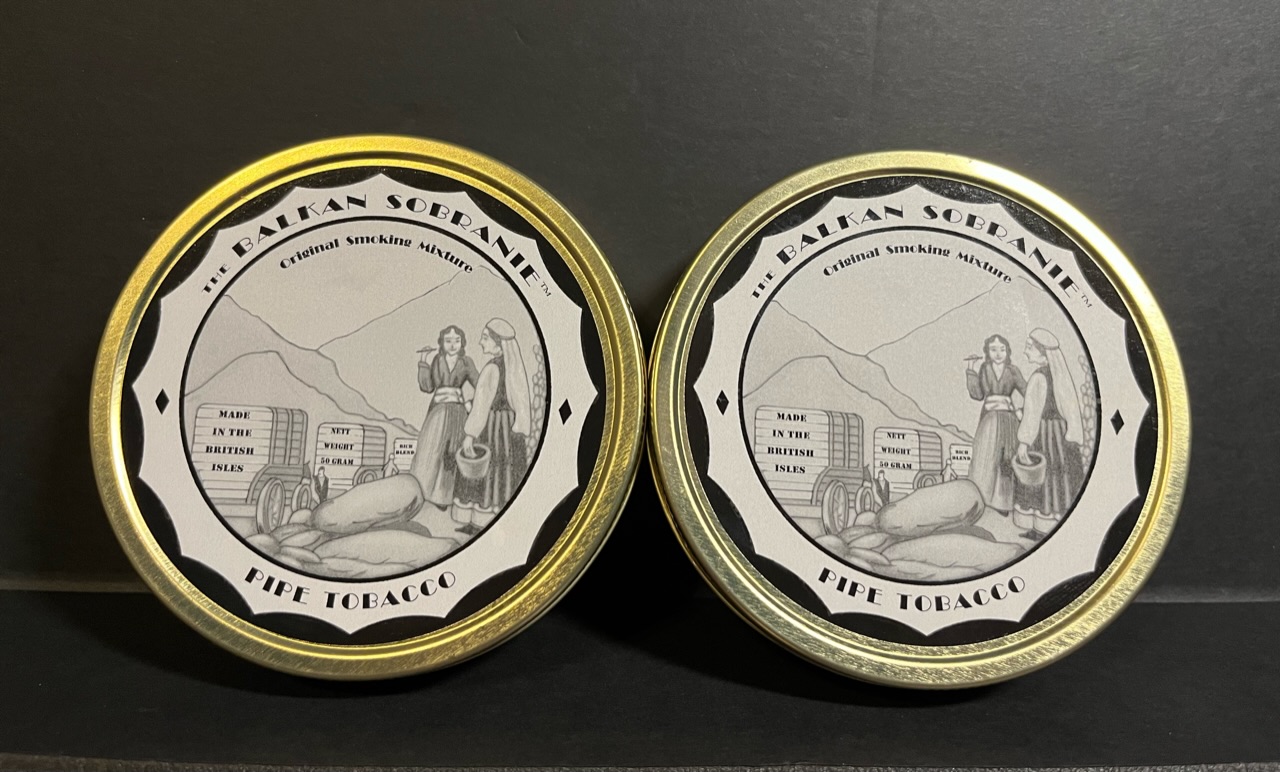 THE BALKAN SOBRANIE™
Original Smoking Mixture
MADE
IN THE
BRITISH
ISLES
NETT
WEIGHT
50 GRAM
RICH
BLEND
PIPE TOBACCO
THE BALKAN SOBRANIE™
Original Smoking Mixture
MADE
IN THE
BRITISH
ISLES
NETT
WEIGHT
50 GRAM
RICH
BLEND
PIPE TOBACCO